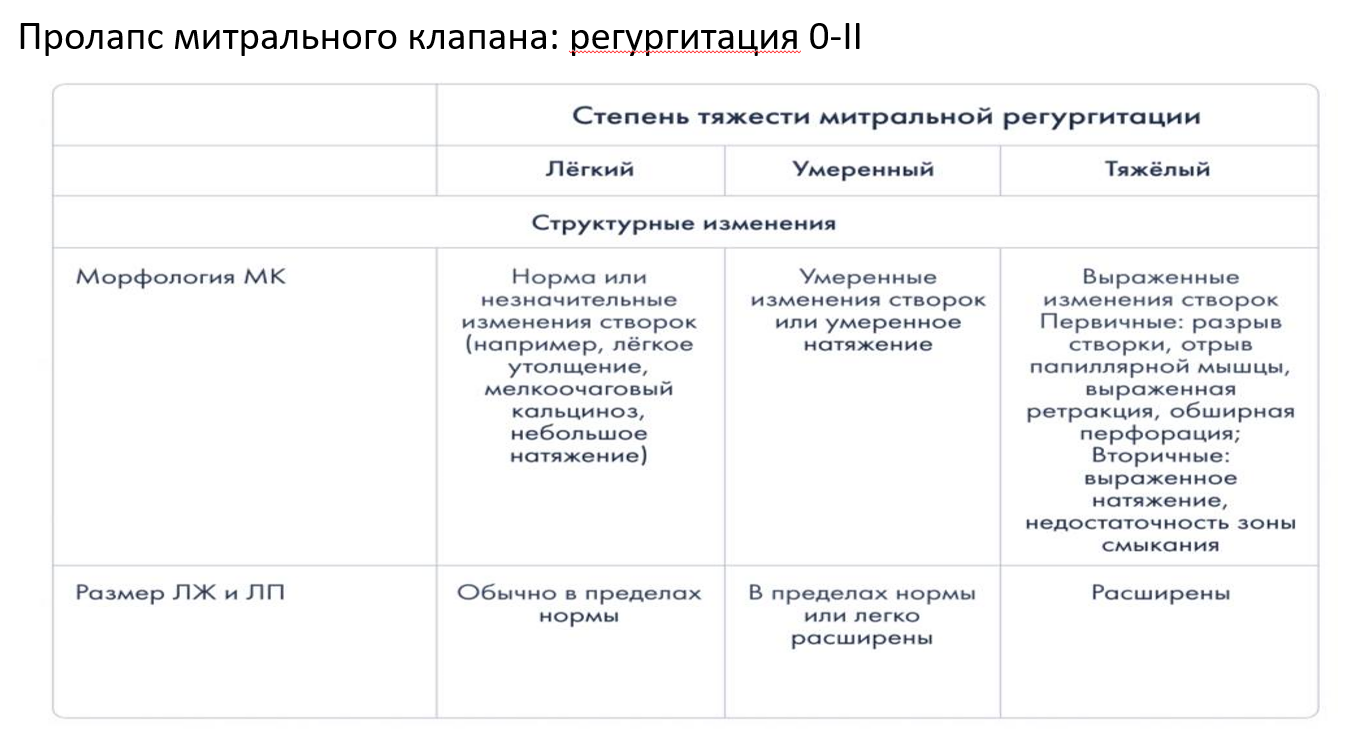 Пролапс митрального клапана: регургитация 0-II
Степень тяжести митральной регургитации
Лёгкий
Умеренный
Тяжёлый
Структурные изменения
Морфология МК
Норма или
незначительные
изменения створок
(например, лёгкое
утолщение,
мелкоочаговый
кальциноз,
небольшое
натяжение)
Умеренные
изменения створок
или умеренное
натяжение
Выраженные
изменения створок
Первичные: разрыв
створки, отрыв
папиллярной мышцы,
выраженная
ретракция, обширная
перфорация;
Вторичные:
выраженное
натяжение,
недостаточность зоны
смыкания
Размер ЛЖ и ЛП
Обычно в пределах
нормы
В пределах нормы
или легко
расширены
Расширены